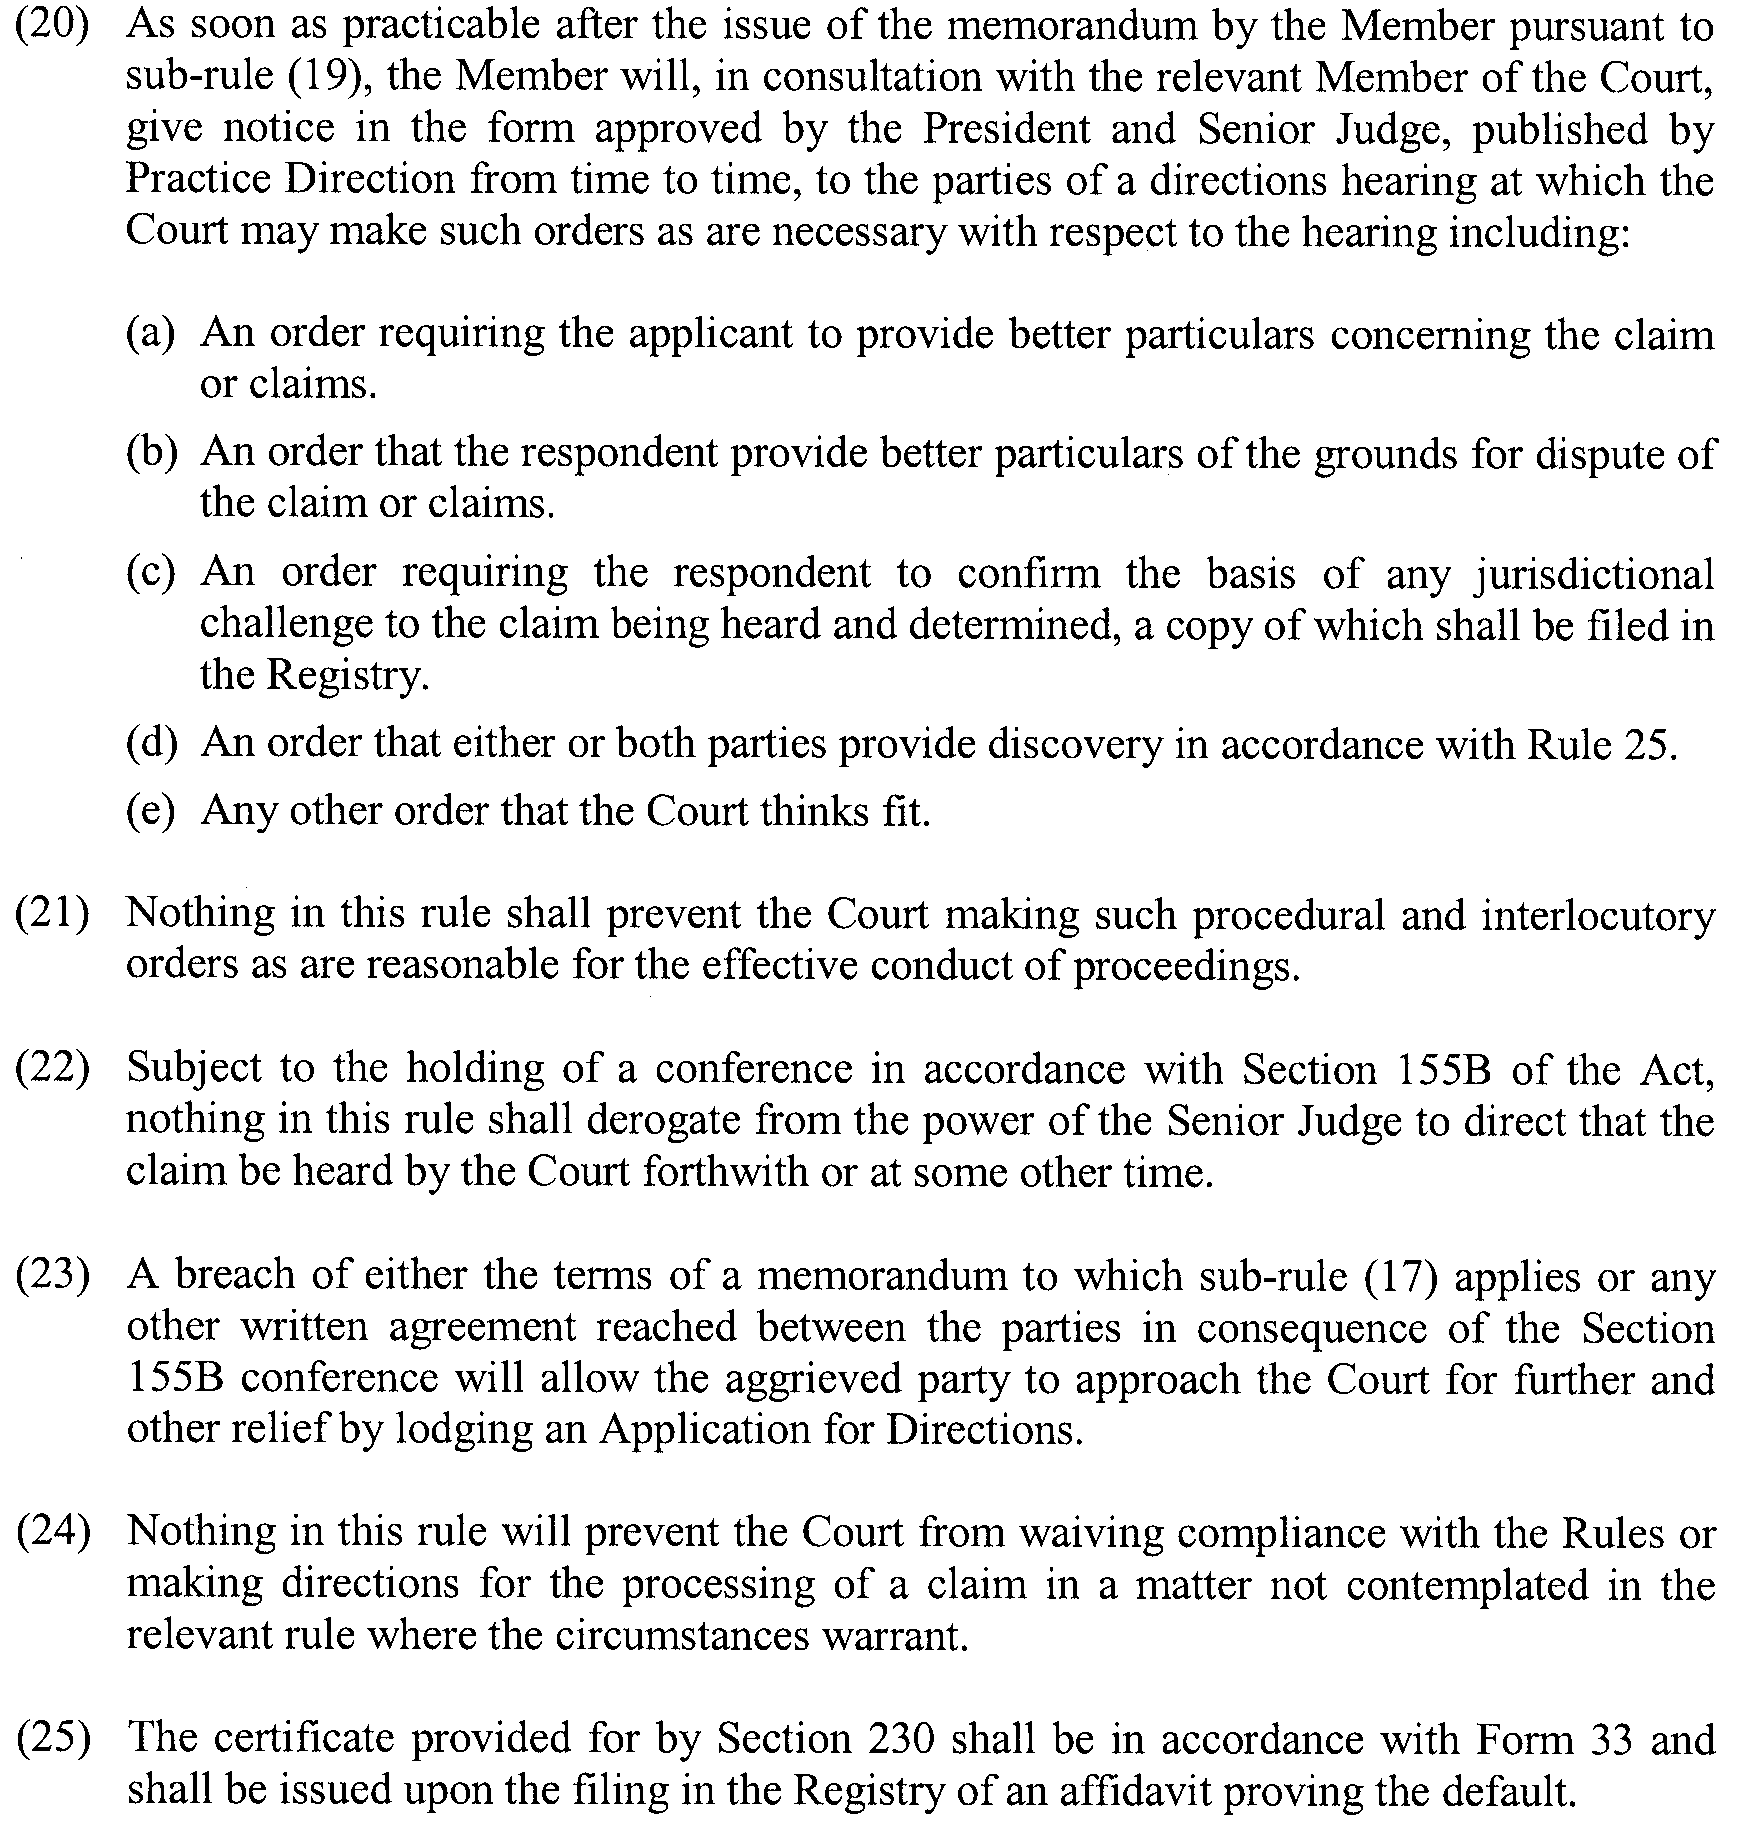 (20) As soon as practicable after the issue of the memorandum by the Member pursuant to
sub-rule (19), the Member will, in consultation with the relevant Member of the Court,
give notice in the form approved by the President and Senior Judge, published by
Practice Direction from time to time, to the parties of a directions hearing at which the
Court may make such orders as are necessary with respect to the hearing including:
(a) An order requiring the applicant to provide better particulars concerning the claim
or claims.
(b) An order that the respondent provide better particulars of the grounds for dispute of
the claim or claims.
(c) An order requiring the respondent to confirm the basis of any jurisdictional
challenge to the claim being heard and determined, a copy of which shall be filed in
the Registry.
(d) An order that either or both parties provide discovery in accordance with Rule 25.
(e) Any other order that the Court thinks fit.
(21) Nothing in this rule shall prevent the Court making such procedural and interlocutory
orders as are reasonable for the effective conduct of proceedings.
(22) Subject to the holding of a conference in accordance with Section 155B of the Act,
nothing in this rule shall derogate from the power of the Senior Judge to direct that the
claim be heard by the Court forthwith or at some other time.
(23) A breach of either the terms of a memorandum to which sub-rule (17) applies or any
other written agreement reached between the parties in consequence of the Section
155B conference will allow the aggrieved party to approach the Court for further and
other relief by lodging an Application for Directions.
(24) Nothing in this rule will prevent the Court from waiving compliance with the Rules or
making directions for the processing of a claim in a matter not contemplated in the
relevant rule where the circumstances warrant.
(25) The certificate provided for by Section 230 shall be in accordance with Form 33 and
shall be issued upon the filing in the Registry of an affidavit proving the default.